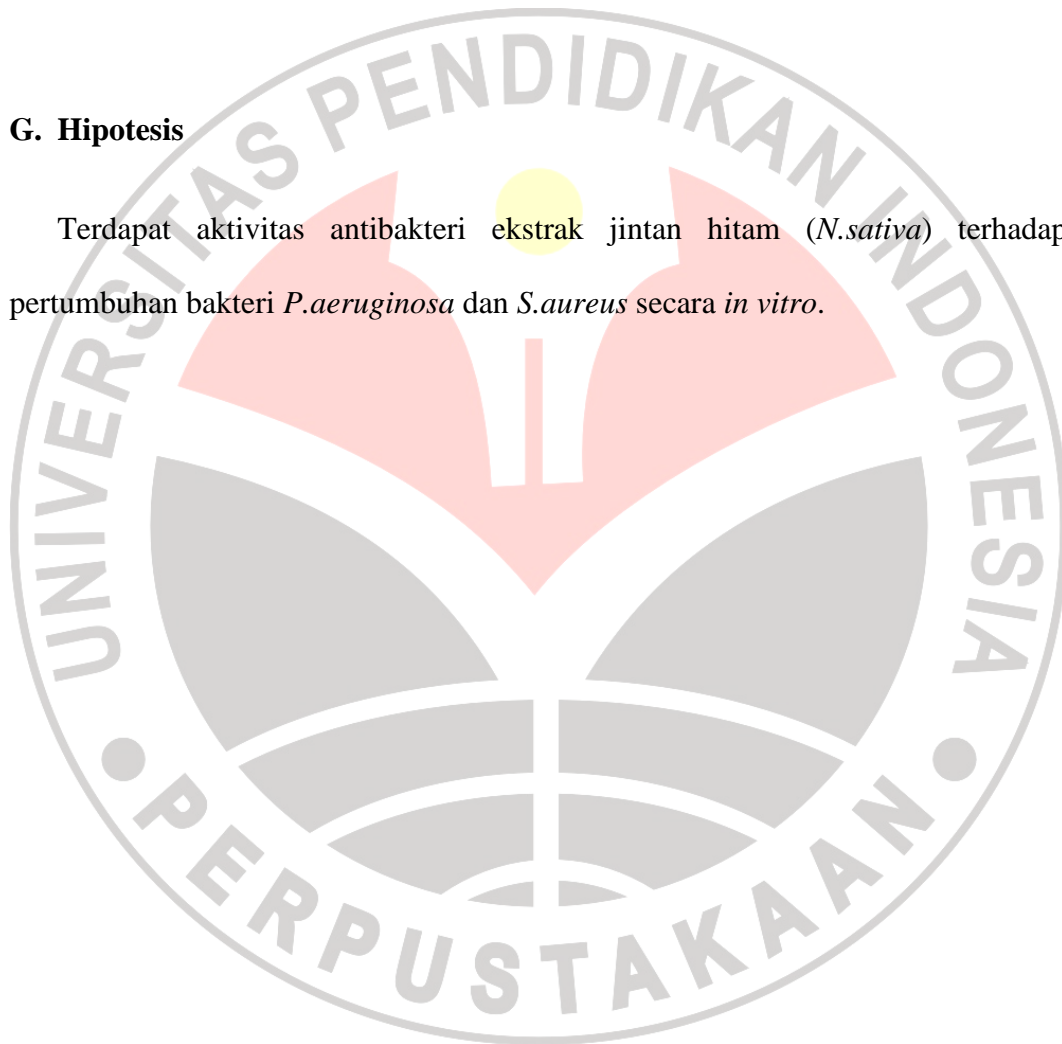 G. Hipotesis
Terdapat aktivitas antibakteri ekstrak jintan hitam (N.sativa) terhadap
pertumbuhan bakteri P.aeruginosa dan S.aureus secara in vitro.
UNIVERSITAS PENDIDIKAN INDONESIA
PERPUSTAKAAN